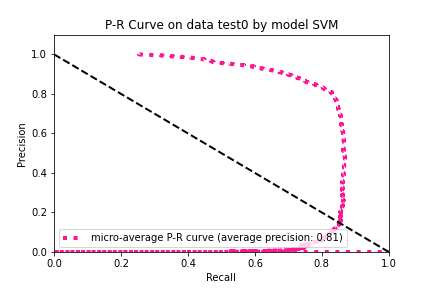 P-R Curve on data test0 by model SVM
1.0
0.8
0.6
0.4
0.2
0.0
Precision
micro-average P-R curve (average precision: 0.81)
0.0 0.2 0.4 0.6 0.8 1.0
Recall